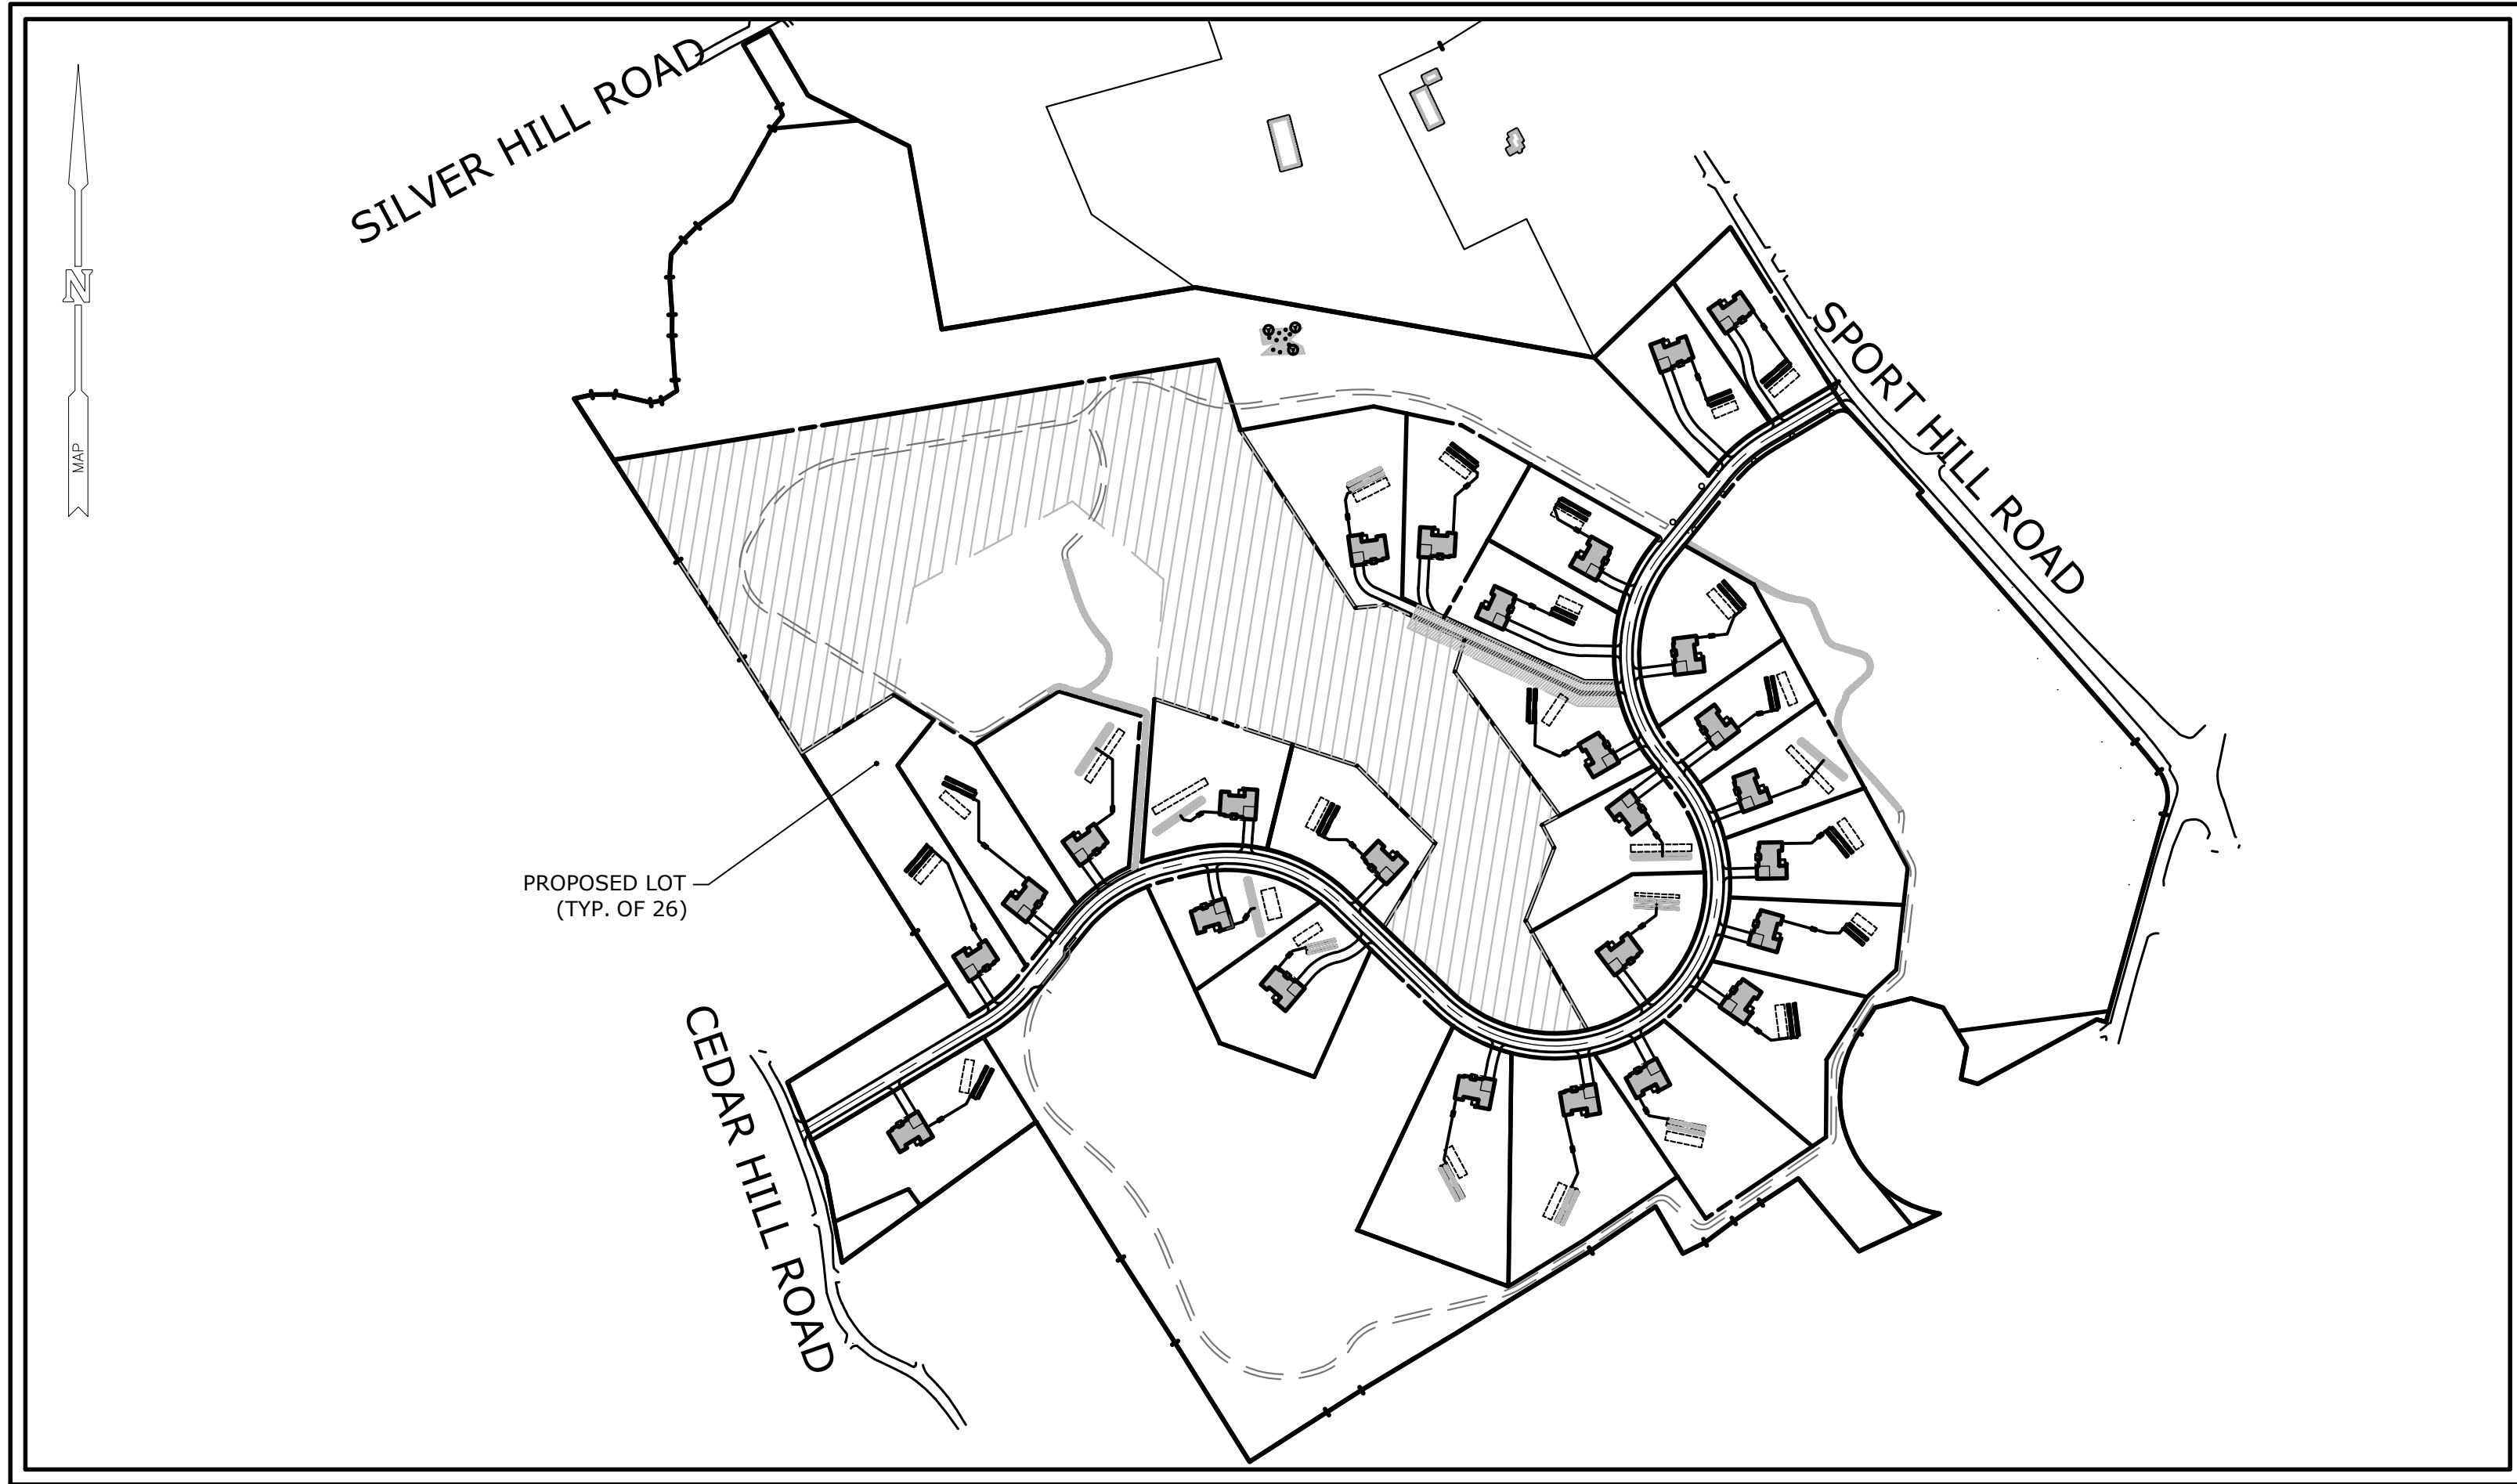 SILVER HILL ROAD
N
MAP
SPORT HILL ROAD
PROPOSED LOT
(TYP. OF 26)
CEDAR HILL ROAD